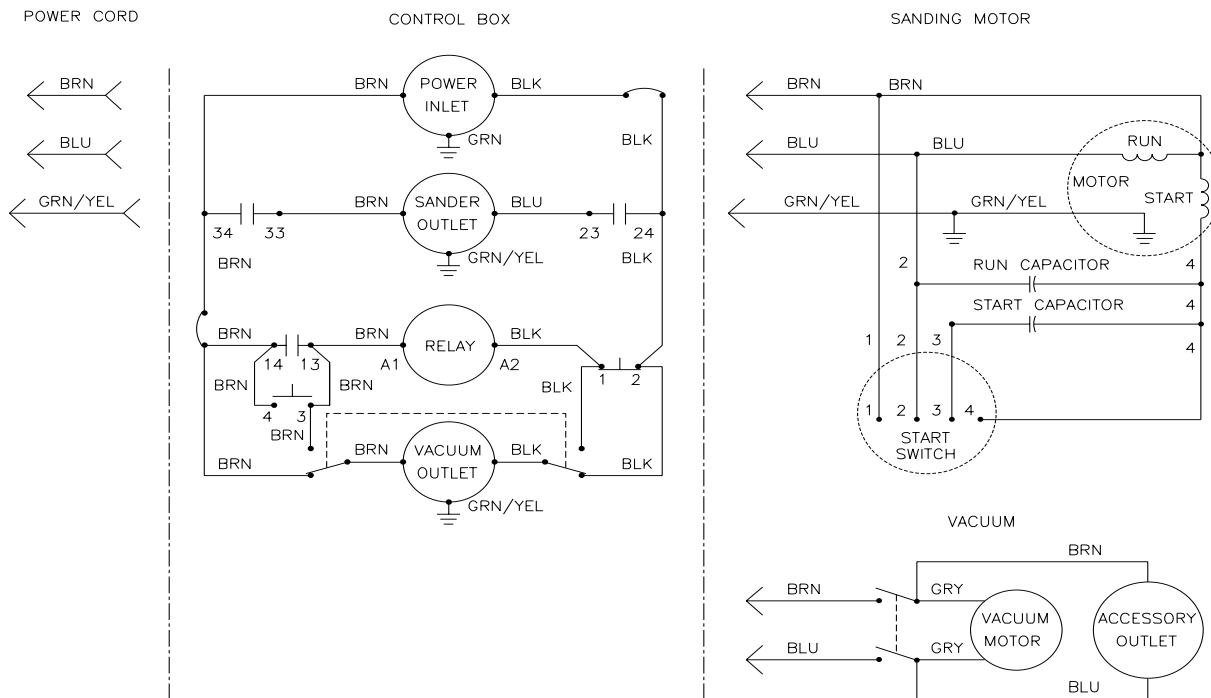 POWER CORD
CONTROL BOX
SANDING MOTOR
BRN
BLU
GRN/YEL
BRN
POWER
INLET
BLK
GRN
BLK
BRN
SANDER
OUTLET
BLU
34
33
23
24
GRN/YEL
BRN
BLK
BRN
BRN
RELAY
BLK
14
13
A1
A2
1
2
BRN
BRN
BLK
4
3
BRN
BRN
BRN
VACUUM
OUTLET
BLK
BLK
GRN/YEL
BRN
BRN
BLU
BLU
RUN
MOTOR
START
GRN/YEL
GRN/YEL
2
RUN CAPACITOR
4
START CAPACITOR
4
1
2
3
4
1
2
3
4
START
SWITCH
VACUUM
BRN
BRN
GRY
VACUUM
MOTOR
ACCESSORY
OUTLET
BLU
GRY
BLU